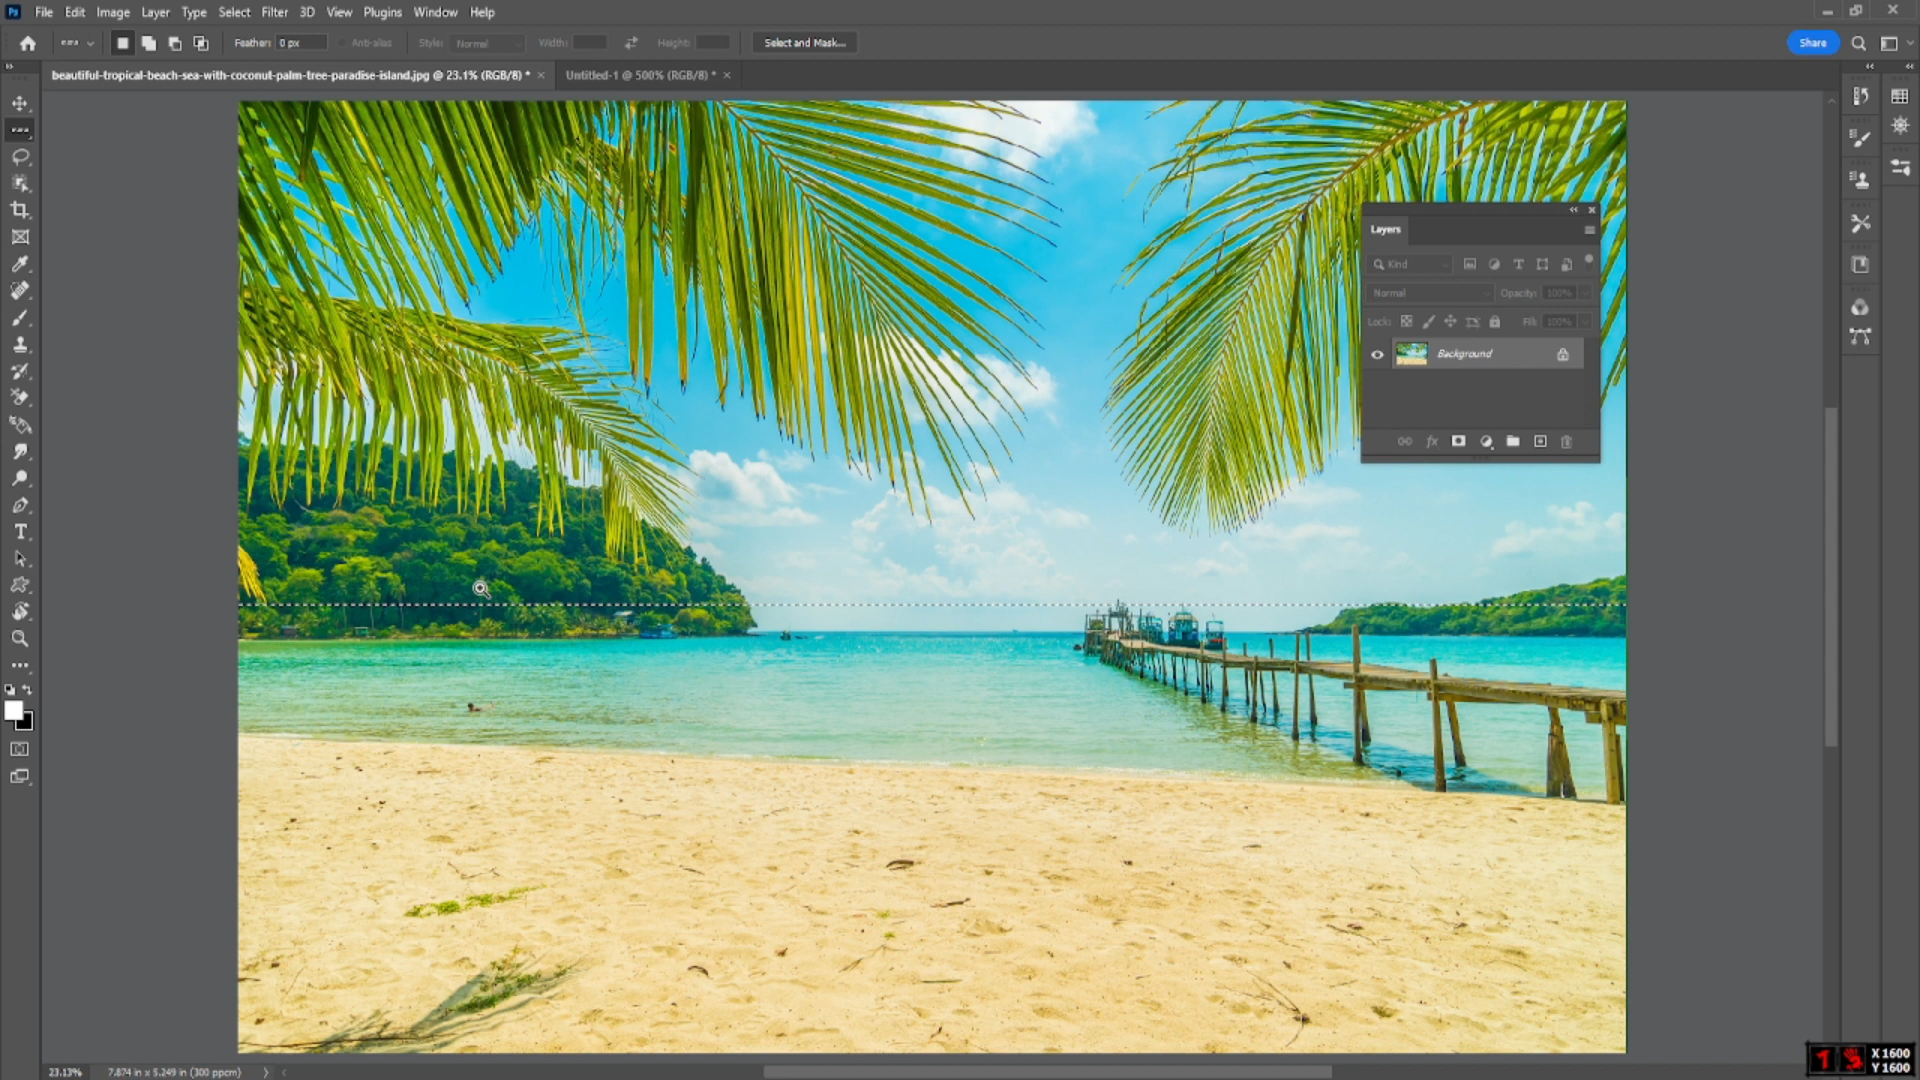 Ps File Edit Image Layer Type Select Filter 3D View Plugins Window Help
Feather: 0 px Anti-alias Style: Normal Width: Height: Select and Mask... Share
beautiful-tropical-beach-sea-with-coconut-palm-tree-paradise-island.jpg @ 23.1% (RGB/8) * × Untitled-1 @ 500% (RGB/8) * ×
Layers
Kind
Normal Opacity: 100%
Lock: Fill: 100%
Background
23.13% 7.874 in x 5.249 in (300 ppcm)
X 1600
Y 1600